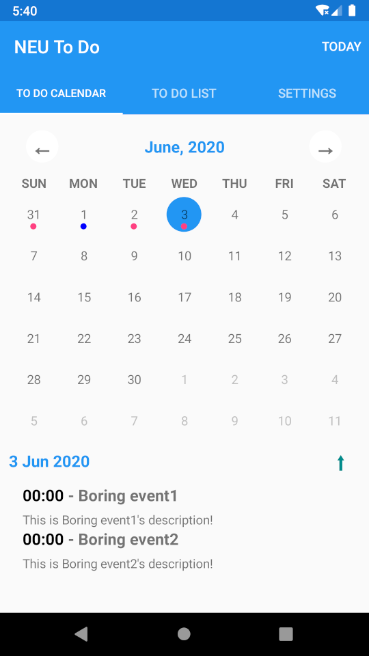 5:40
NEU To Do
TODAY
TO DO CALENDAR TO DO LIST SETTINGS
← June, 2020 →
SUN MON TUE WED THU FRI SAT
31 1 2 3 4 5 6
7 8 9 10 11 12 13
14 15 16 17 18 19 20
21 22 23 24 25 26 27
28 29 30 1 2 3 4
5 6 7 8 9 10 11
3 Jun 2020
00:00 - Boring event1
This is Boring event1's description!
00:00 - Boring event2
This is Boring event2's description!